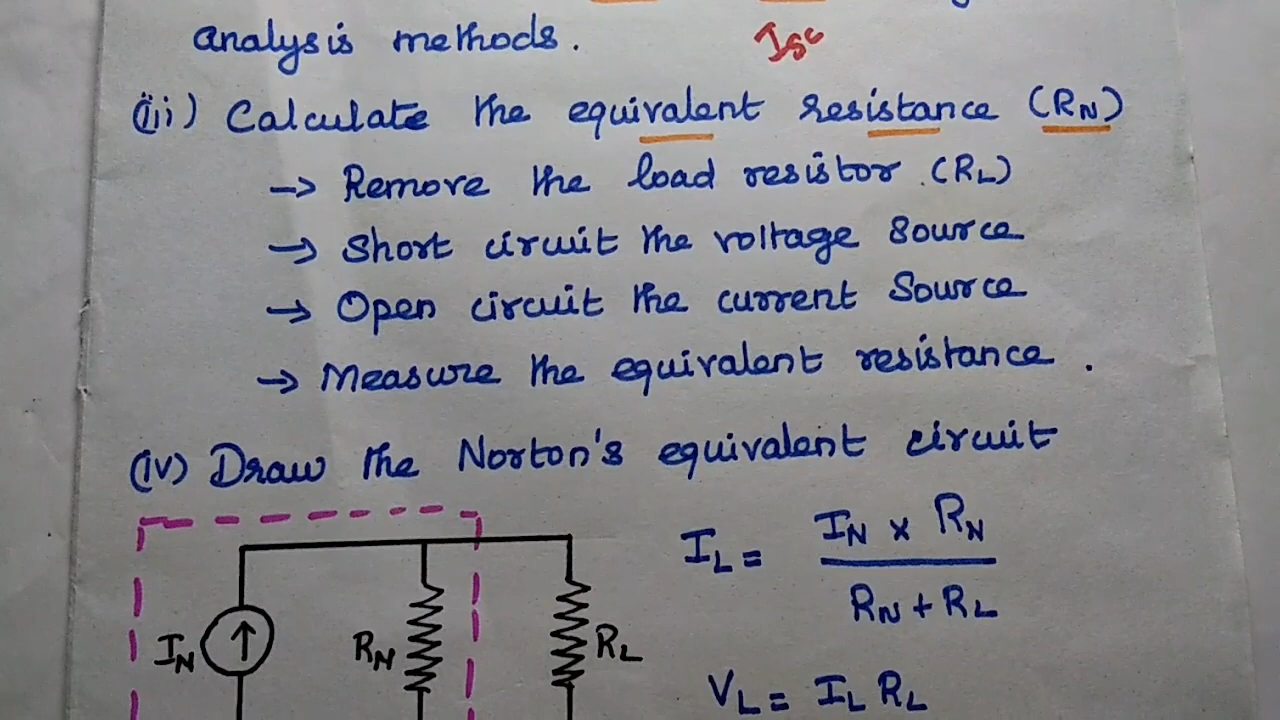 analysis methods.
Isc
(iii) Calculate the equivalent resistance (RN)
→ Remove the load resistor (RL)
→ Short circuit the voltage source
→ Open circuit the current source
→ Measure the equivalent resistance.
(iv) Draw the Norton's equivalent circuit
IL = IN x RN
RN + RL
IN
RN
RL
VL = IL RL